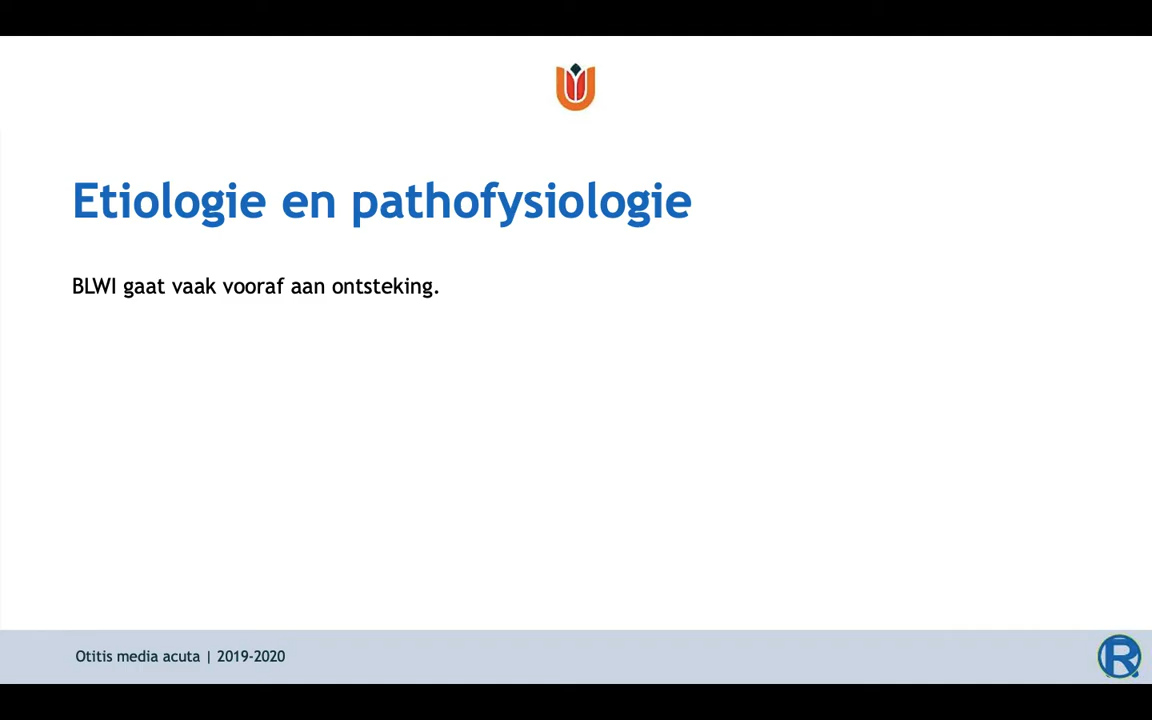 Etiologie en pathofysiologie
BLWI gaat vaak vooraf aan ontsteking.
Otitis media acuta | 2019-2020
R